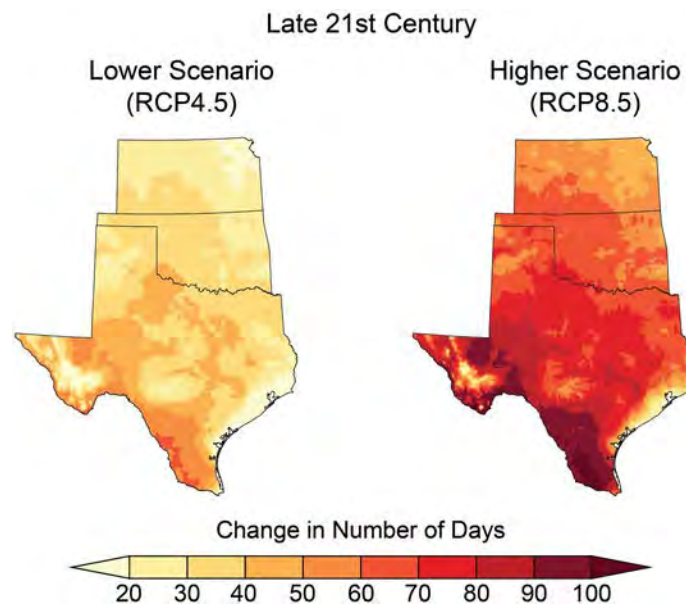 Late 21st Century
Lower Scenario
(RCP4.5)
Higher Scenario
(RCP8.5)
Change in Number of Days
20 30 40 50 60 70 80 90 100